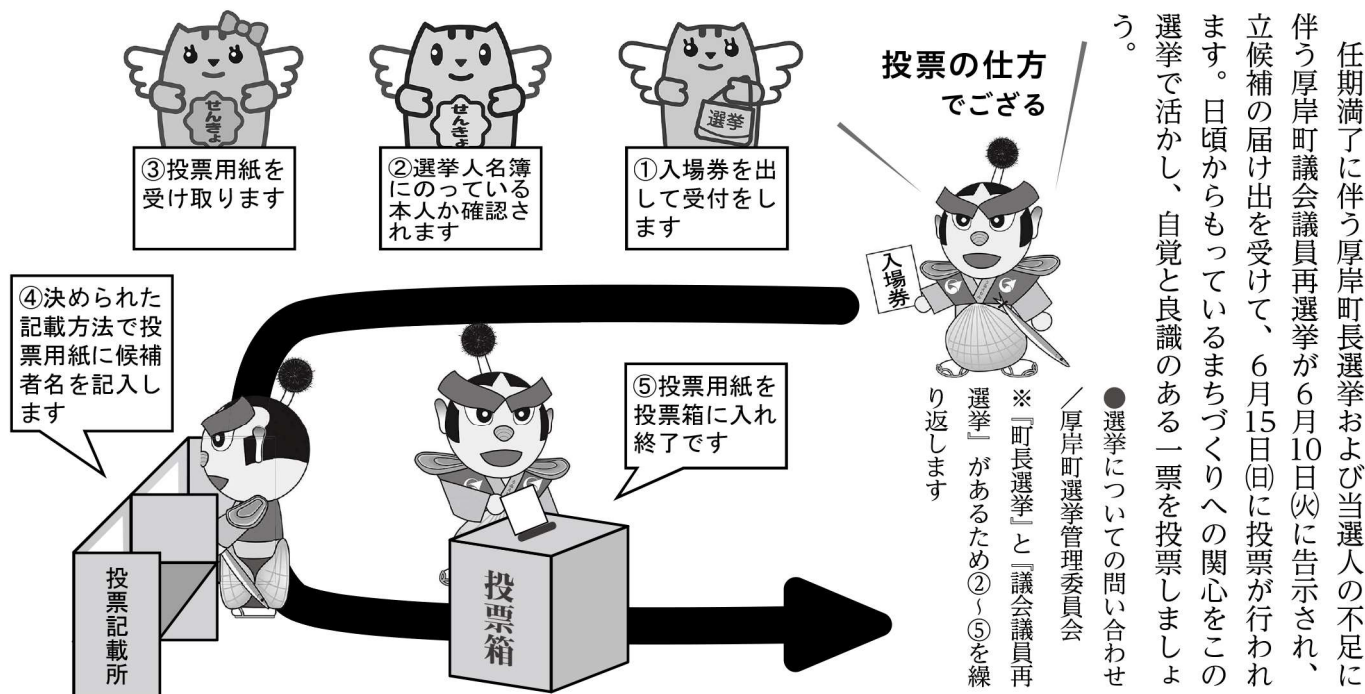 任期満了に伴う厚岸町長選挙および当選人の不足に
伴う厚岸町議会議員再選挙が6月10日㈫に告示され、
立候補の届け出を受けて、6月15日㈰に投票が行われ
ます。日頃からもっているまちづくりへの関心をこの
選挙で活かし、自覚と良識のある一票を投票しましょ
う。
●選挙についての問い合わせ
／厚岸町選挙管理委員会
※『町長選挙』と『議会議員再
選挙』があるため②~⑤を繰
り返します
投票の仕方
でござる
入場券
選挙
①入場券を出
して受付をし
ます
せんきょ
②選挙人名簿
にのっている
本人か確認さ
れます
せんきょ
③投票用紙を
受け取ります
④決められた
記載方法で投
票用紙に候補
者名を記入し
ます
投票記載所
⑤投票用紙を
投票箱に入れ
終了です
投票箱